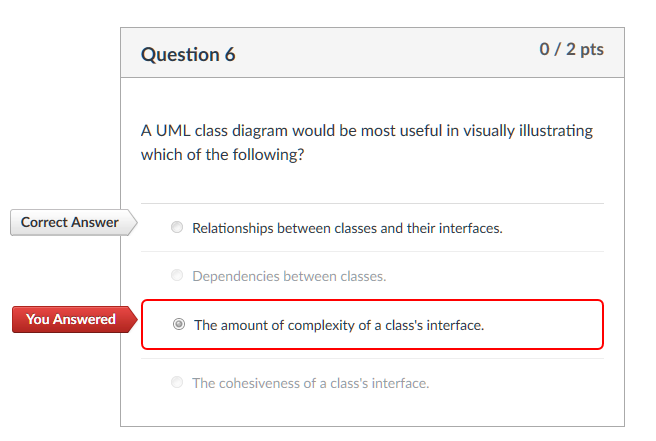 Question 6
0 / 2 pts
A UML class diagram would be most useful in visually illustrating
which of the following?
Correct Answer
Relationships between classes and their interfaces.
Dependencies between classes.
You Answered
The amount of complexity of a class's interface.
The cohesiveness of a class's interface.